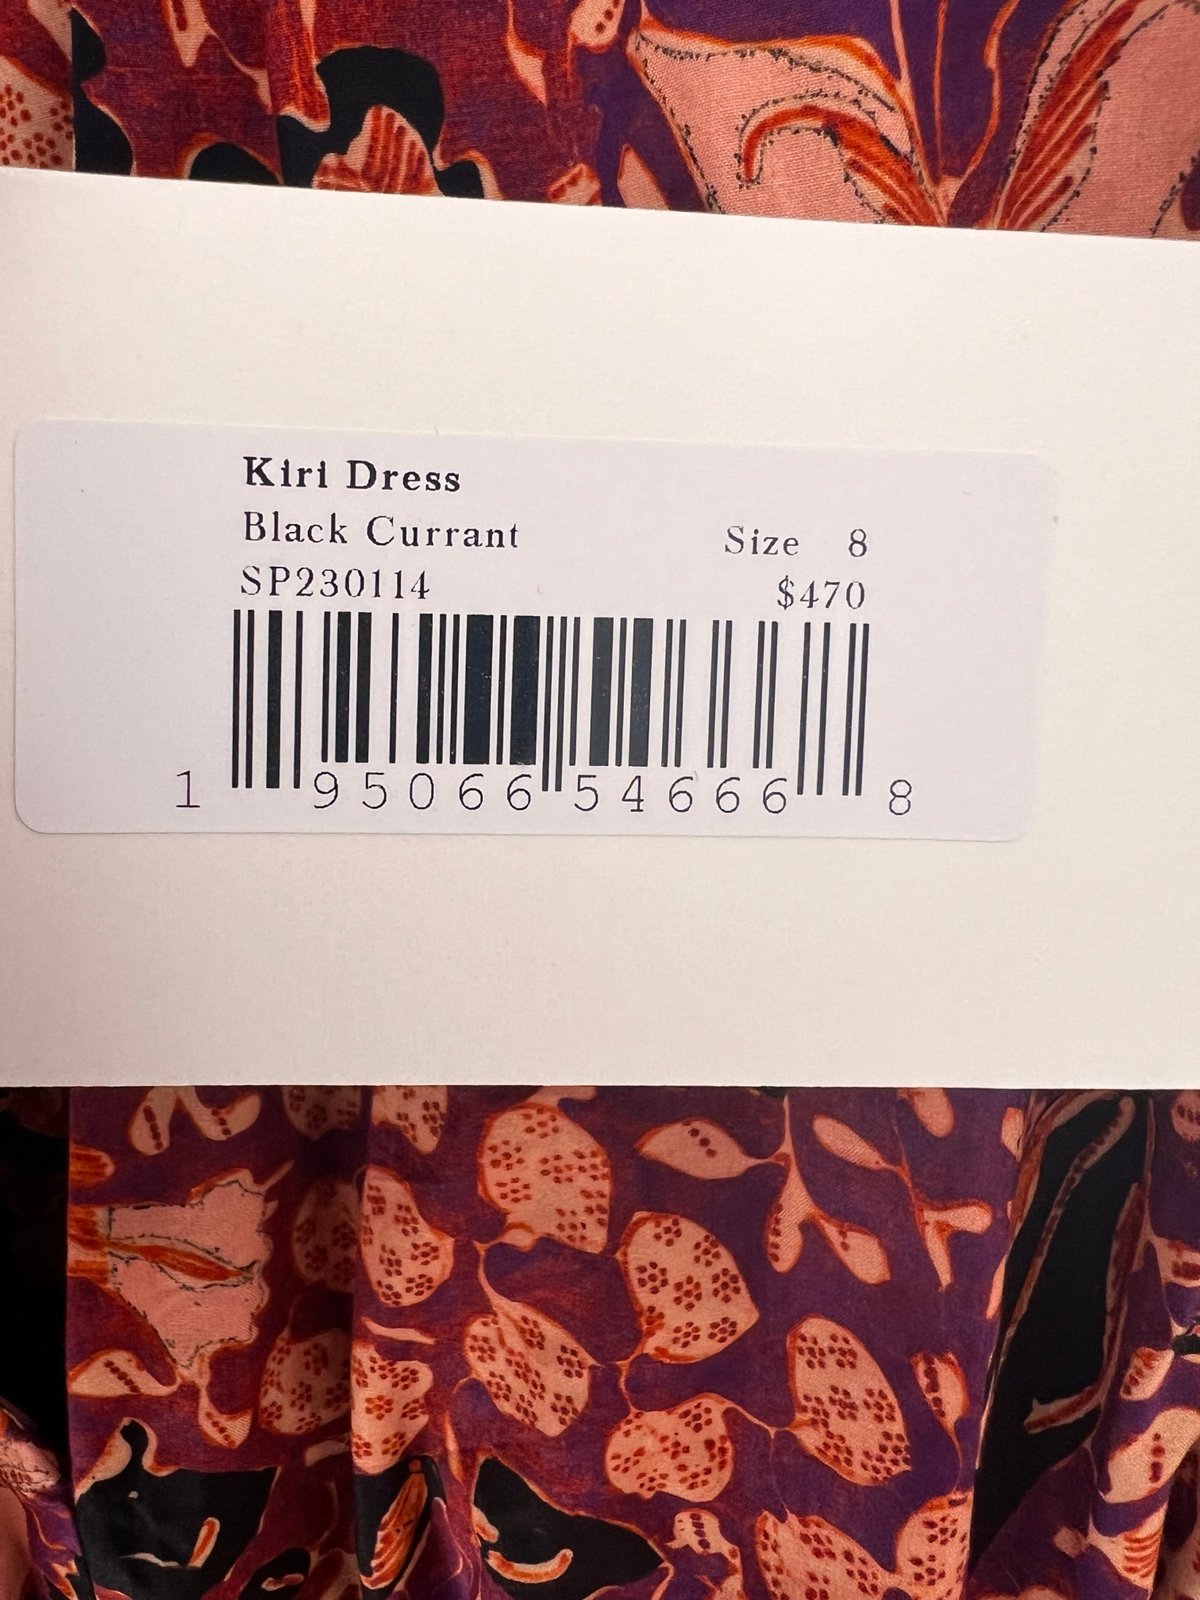 Kiri Dress
Black Currant
Size 8
SP230114
$470
1 95066 54666 8